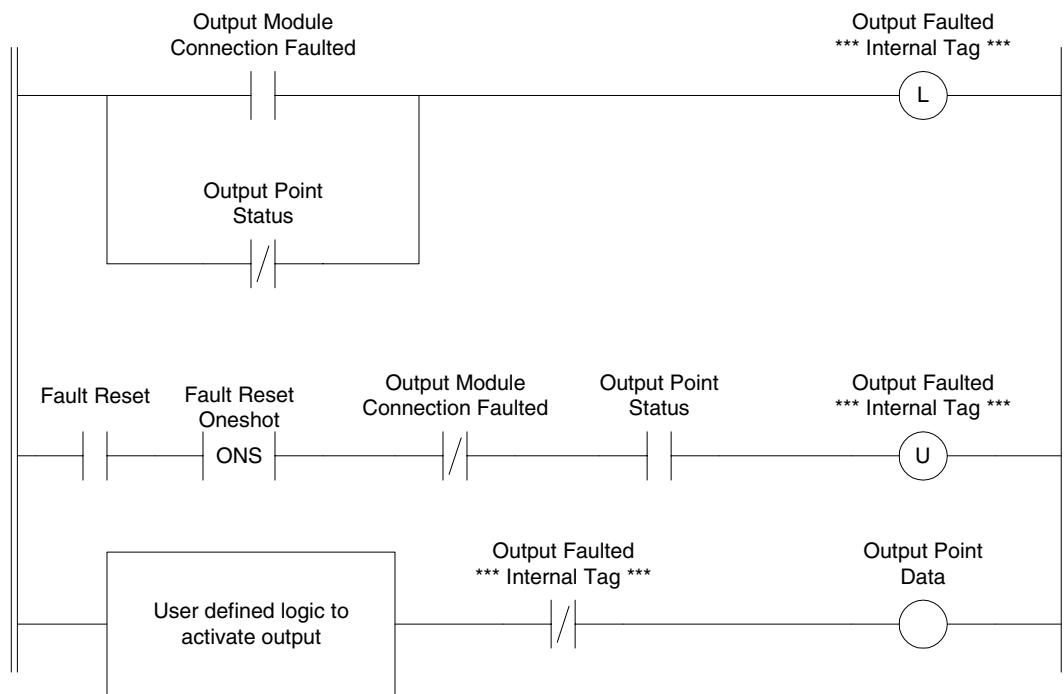 Output Module
Connection Faulted
Output Faulted
*** Internal Tag ***
L
Output Point
Status
Fault Reset
Fault Reset
Oneshot
ONS
Output Module
Connection Faulted
Output Point
Status
Output Faulted
*** Internal Tag ***
U
User defined logic to
activate output
Output Faulted
*** Internal Tag ***
Output Point
Data